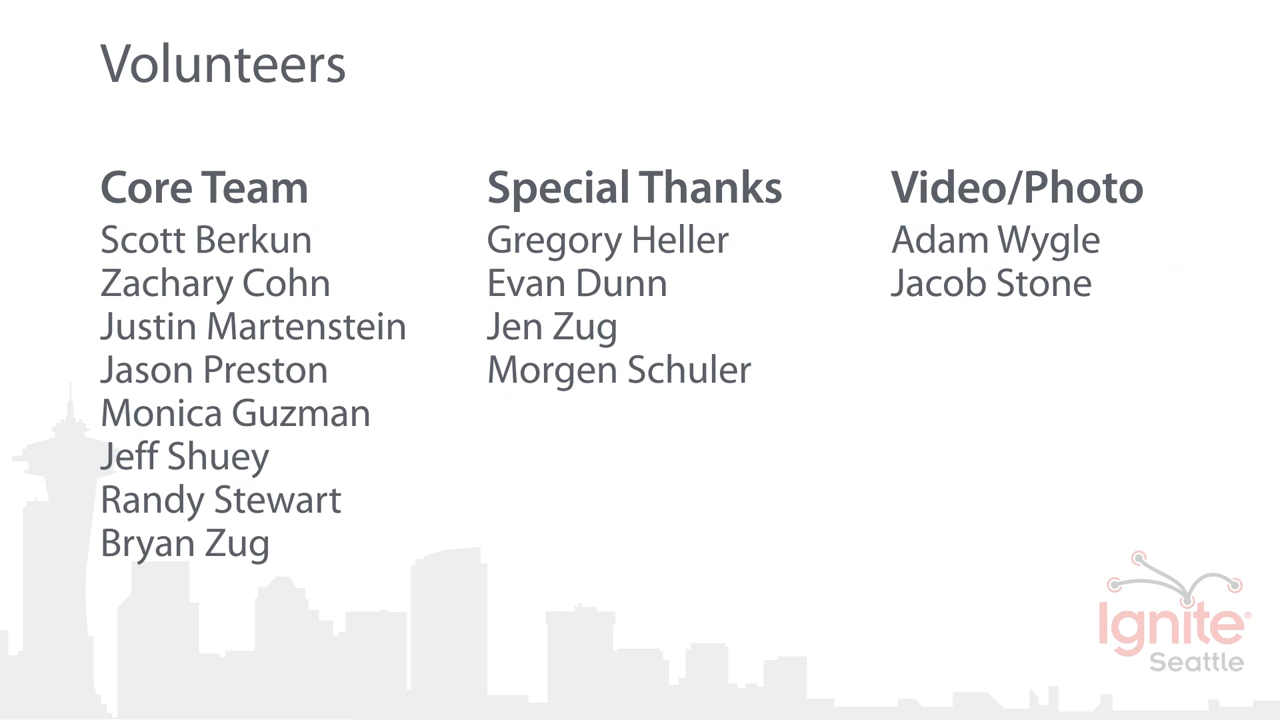 Volunteers
Core Team
Scott Berkun
Zachary Cohn
Justin Martenstein
Jason Preston
Monica Guzman
Jeff Shuey
Randy Stewart
Bryan Zug
Special Thanks
Gregory Heller
Evan Dunn
Jen Zug
Morgen Schuler
Video/Photo
Adam Wygle
Jacob Stone
Ignite®
Seattle